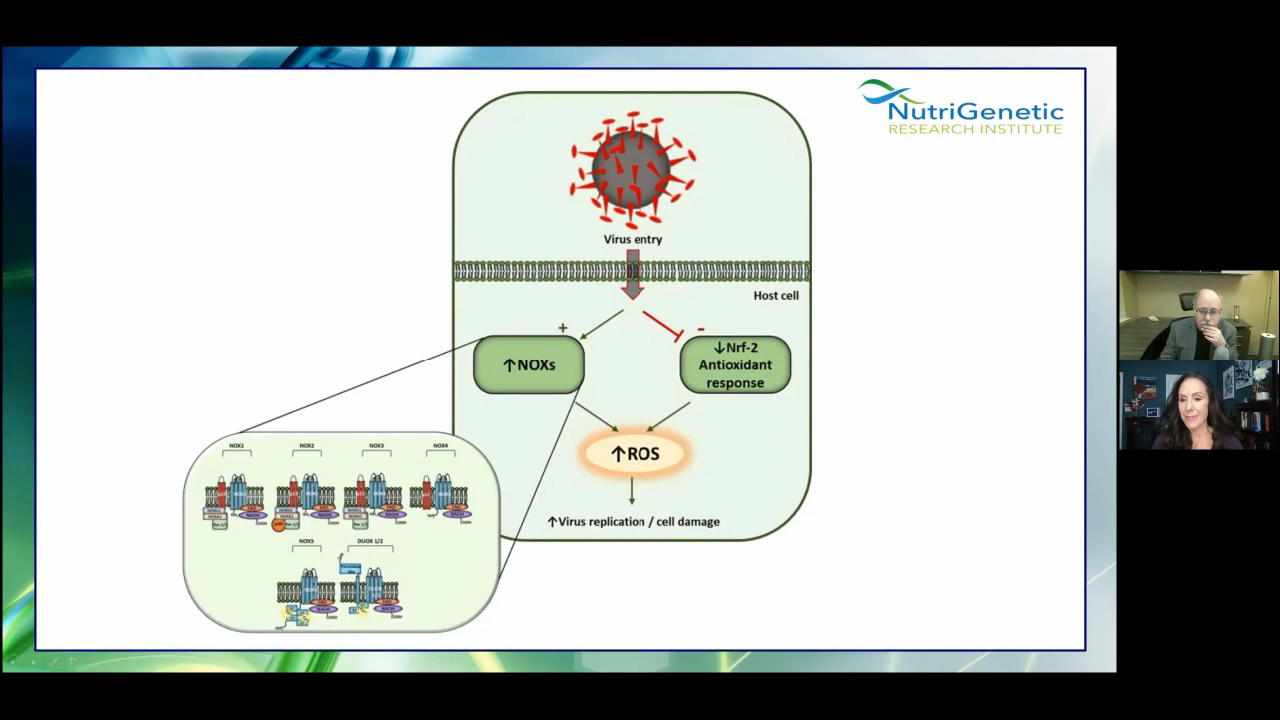 NutriGenetic
RESEARCH INSTITUTE
Virus entry
Host cell
+
-
↑NOXs
↓Nrf-2
Antioxidant
response
↑ROS
↑Virus replication / cell damage
NOX1
NOX2
NOX3
NOX4
NOX5
DUOX 1/2